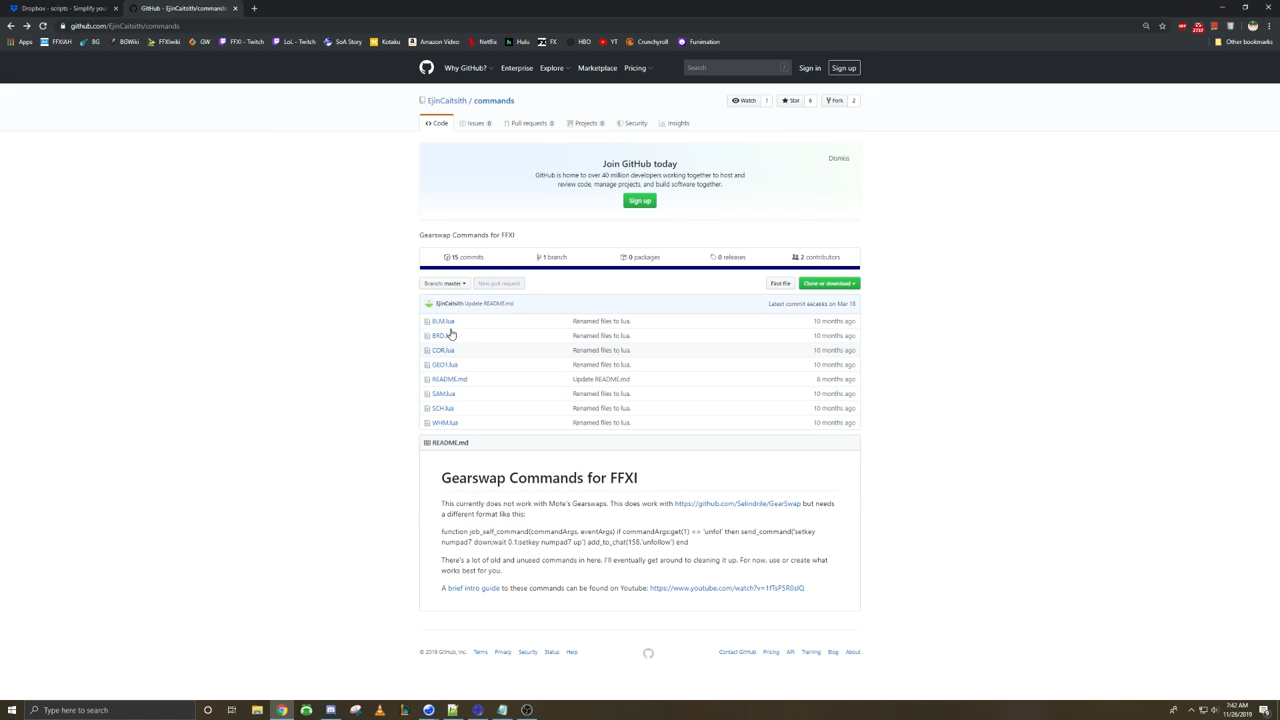 Dropbox - scripts - Simplify your
GitHub - EjinCaitsith/commands:
github.com/EjinCaitsith/commands
Apps FFXIAH BG BGWiki FFXIwiki GW FFXI - Twitch LoL - Twitch SoA Story Kotaku Amazon Video Netflix Hulu FX HBO YT Crunchyroll Funimation Other bookmarks
Why GitHub? Enterprise Explore Marketplace Pricing Search / Sign in Sign up
EjinCaitsith / commands Watch 1 Star 6 Fork 2
Code Issues 0 Pull requests 0 Projects 0 Security Insights
Join GitHub today Dismiss
GitHub is home to over 40 million developers working together to host and
review code, manage projects, and build software together.
Sign up
Gearswap Commands for FFXI
15 commits 1 branch 0 packages 0 releases 2 contributors
Branch: master New pull request Find file Clone or download
EjinCaitsith Update README.md Latest commit on Mar 16
BLM.lua Renamed files to lua. 10 months ago
BRD. Renamed files to lua. 10 months ago
COR.lua Renamed files to lua. 10 months ago
GEO1.lua Renamed files to lua. 10 months ago
README.md Update README.md 8 months ago
SAM.lua Renamed files to lua. 10 months ago
SCH.lua Renamed files to lua. 10 months ago
WHM.lua Renamed files to lua. 10 months ago
README.md
Gearswap Commands for FFXI
This currently does not work with Mote's Gearswaps. This does work with https://github.com/Selindrile/GearSwap but needs
a different format like this:
function job_self_command(commandArgs, eventArgs) if commandArgs:get(1) == 'unfol' then send_command('setkey
numpad7 down;wait 0.1;setkey numpad7 up') add_to_chat(158,'unfollow') end
There's a lot of old and unused commands in here. I'll eventually get around to cleaning it up. For now, use or create what
works best for you.
A brief intro guide to these commands can be found on Youtube: https://www.youtube.com/watch?v=1fTsP5R0sIQ
© 2019 GitHub, Inc. Terms Privacy Security Status Help Contact GitHub Pricing API Training Blog About
Type here to search
7:42 AM
11/26/2019